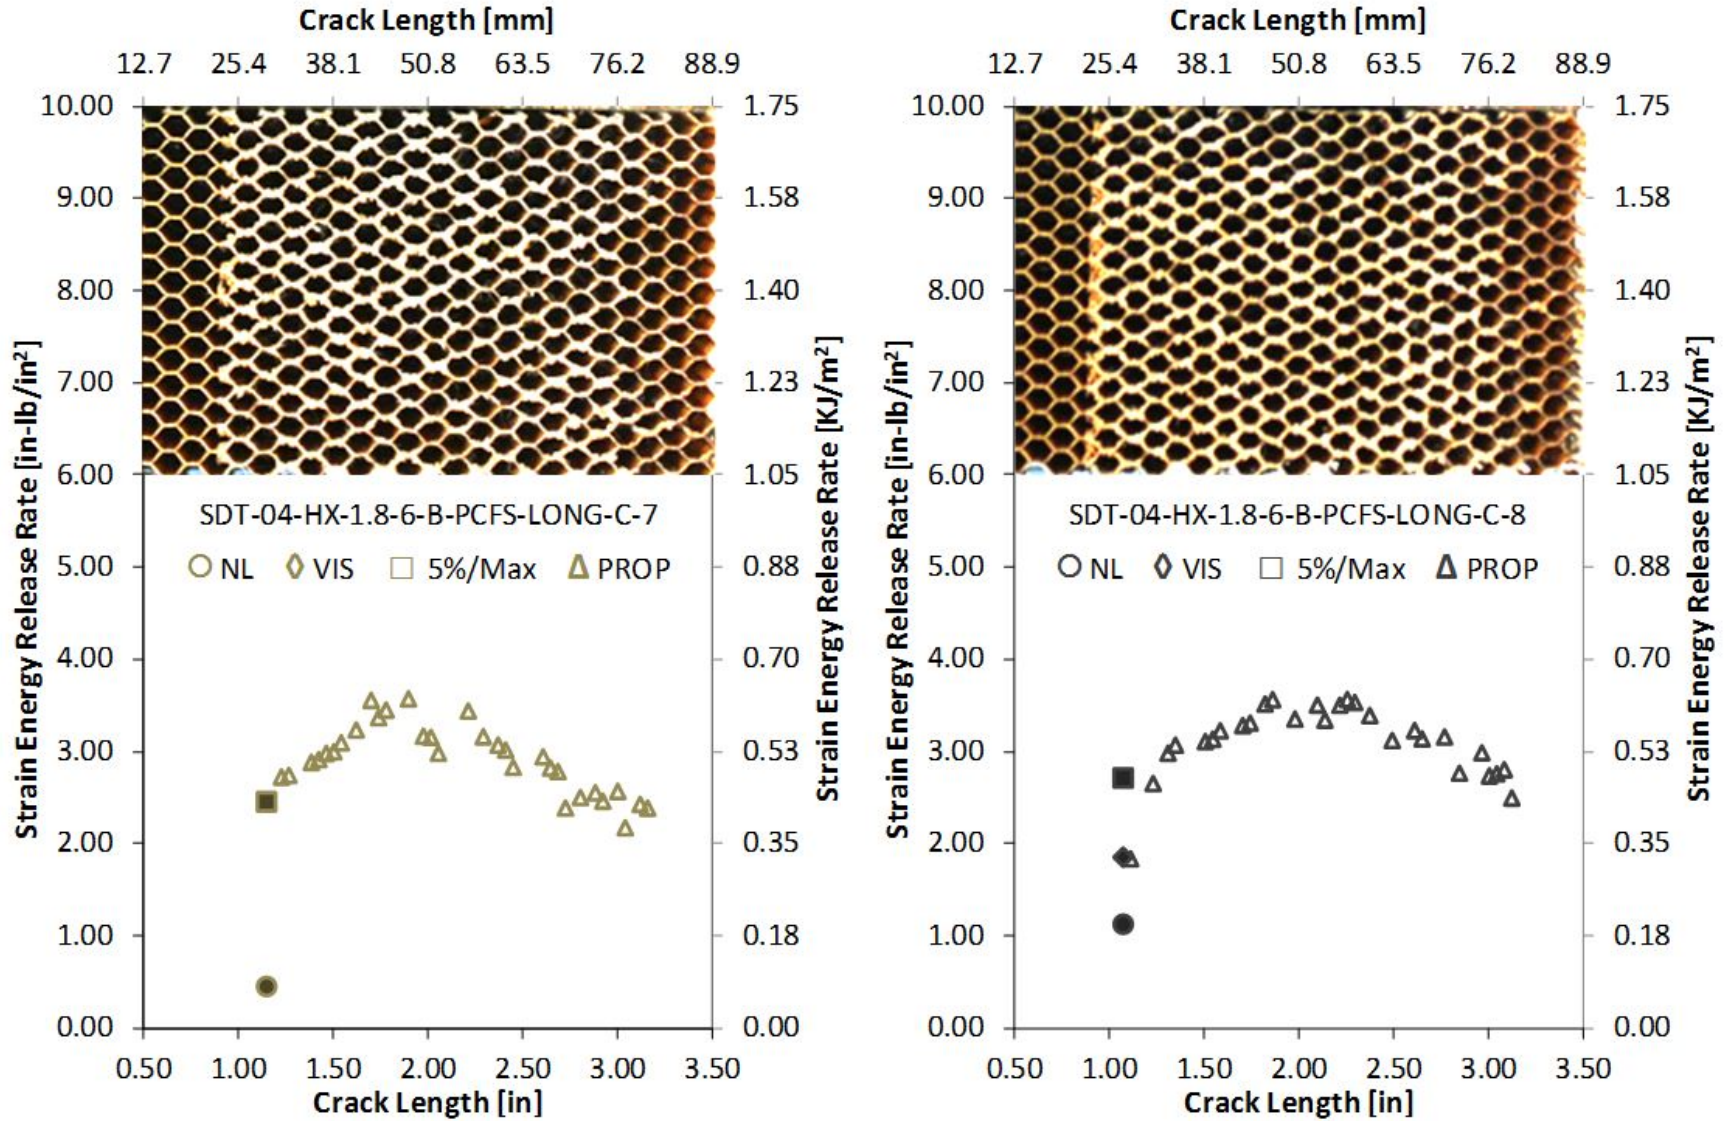 Crack Length [mm]
12.7 25.4 38.1 50.8 63.5 76.2 88.9
10.00
9.00
8.00
7.00
6.00
5.00
4.00
3.00
2.00
1.00
0.00
Strain Energy Release Rate [in-lb/in²]
1.75
1.58
1.40
1.23
1.05
0.88
0.70
0.53
0.35
0.18
0.00
Strain Energy Release Rate [KJ/m²]
SDT-04-HX-1.8-6-B-PCFS-LONG-C-7
NL VIS 5%/Max PROP
0.50 1.00 1.50 2.00 2.50 3.00 3.50
Crack Length [in]
Crack Length [mm]
12.7 25.4 38.1 50.8 63.5 76.2 88.9
10.00
9.00
8.00
7.00
6.00
5.00
4.00
3.00
2.00
1.00
0.00
Strain Energy Release Rate [in-lb/in²]
1.75
1.58
1.40
1.23
1.05
0.88
0.70
0.53
0.35
0.18
0.00
Strain Energy Release Rate [KJ/m²]
SDT-04-HX-1.8-6-B-PCFS-LONG-C-8
NL VIS 5%/Max PROP
0.50 1.00 1.50 2.00 2.50 3.00 3.50
Crack Length [in]